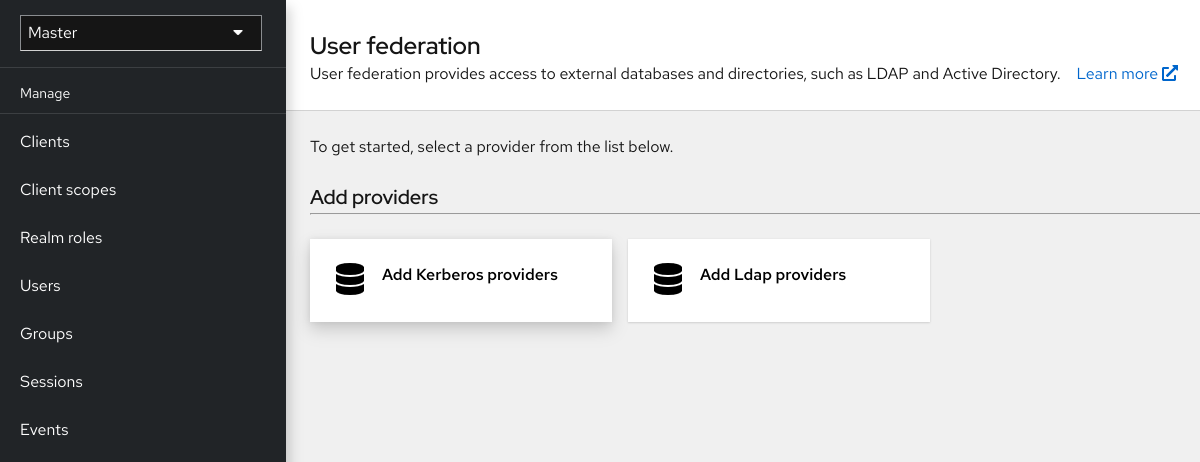 Master
Manage
Clients
Client scopes
Realm roles
Users
Groups
Sessions
Events
User federation
User federation provides access to external databases and directories, such as LDAP and Active Directory. Learn more
To get started, select a provider from the list below.
Add providers
Add Kerberos providers
Add Ldap providers